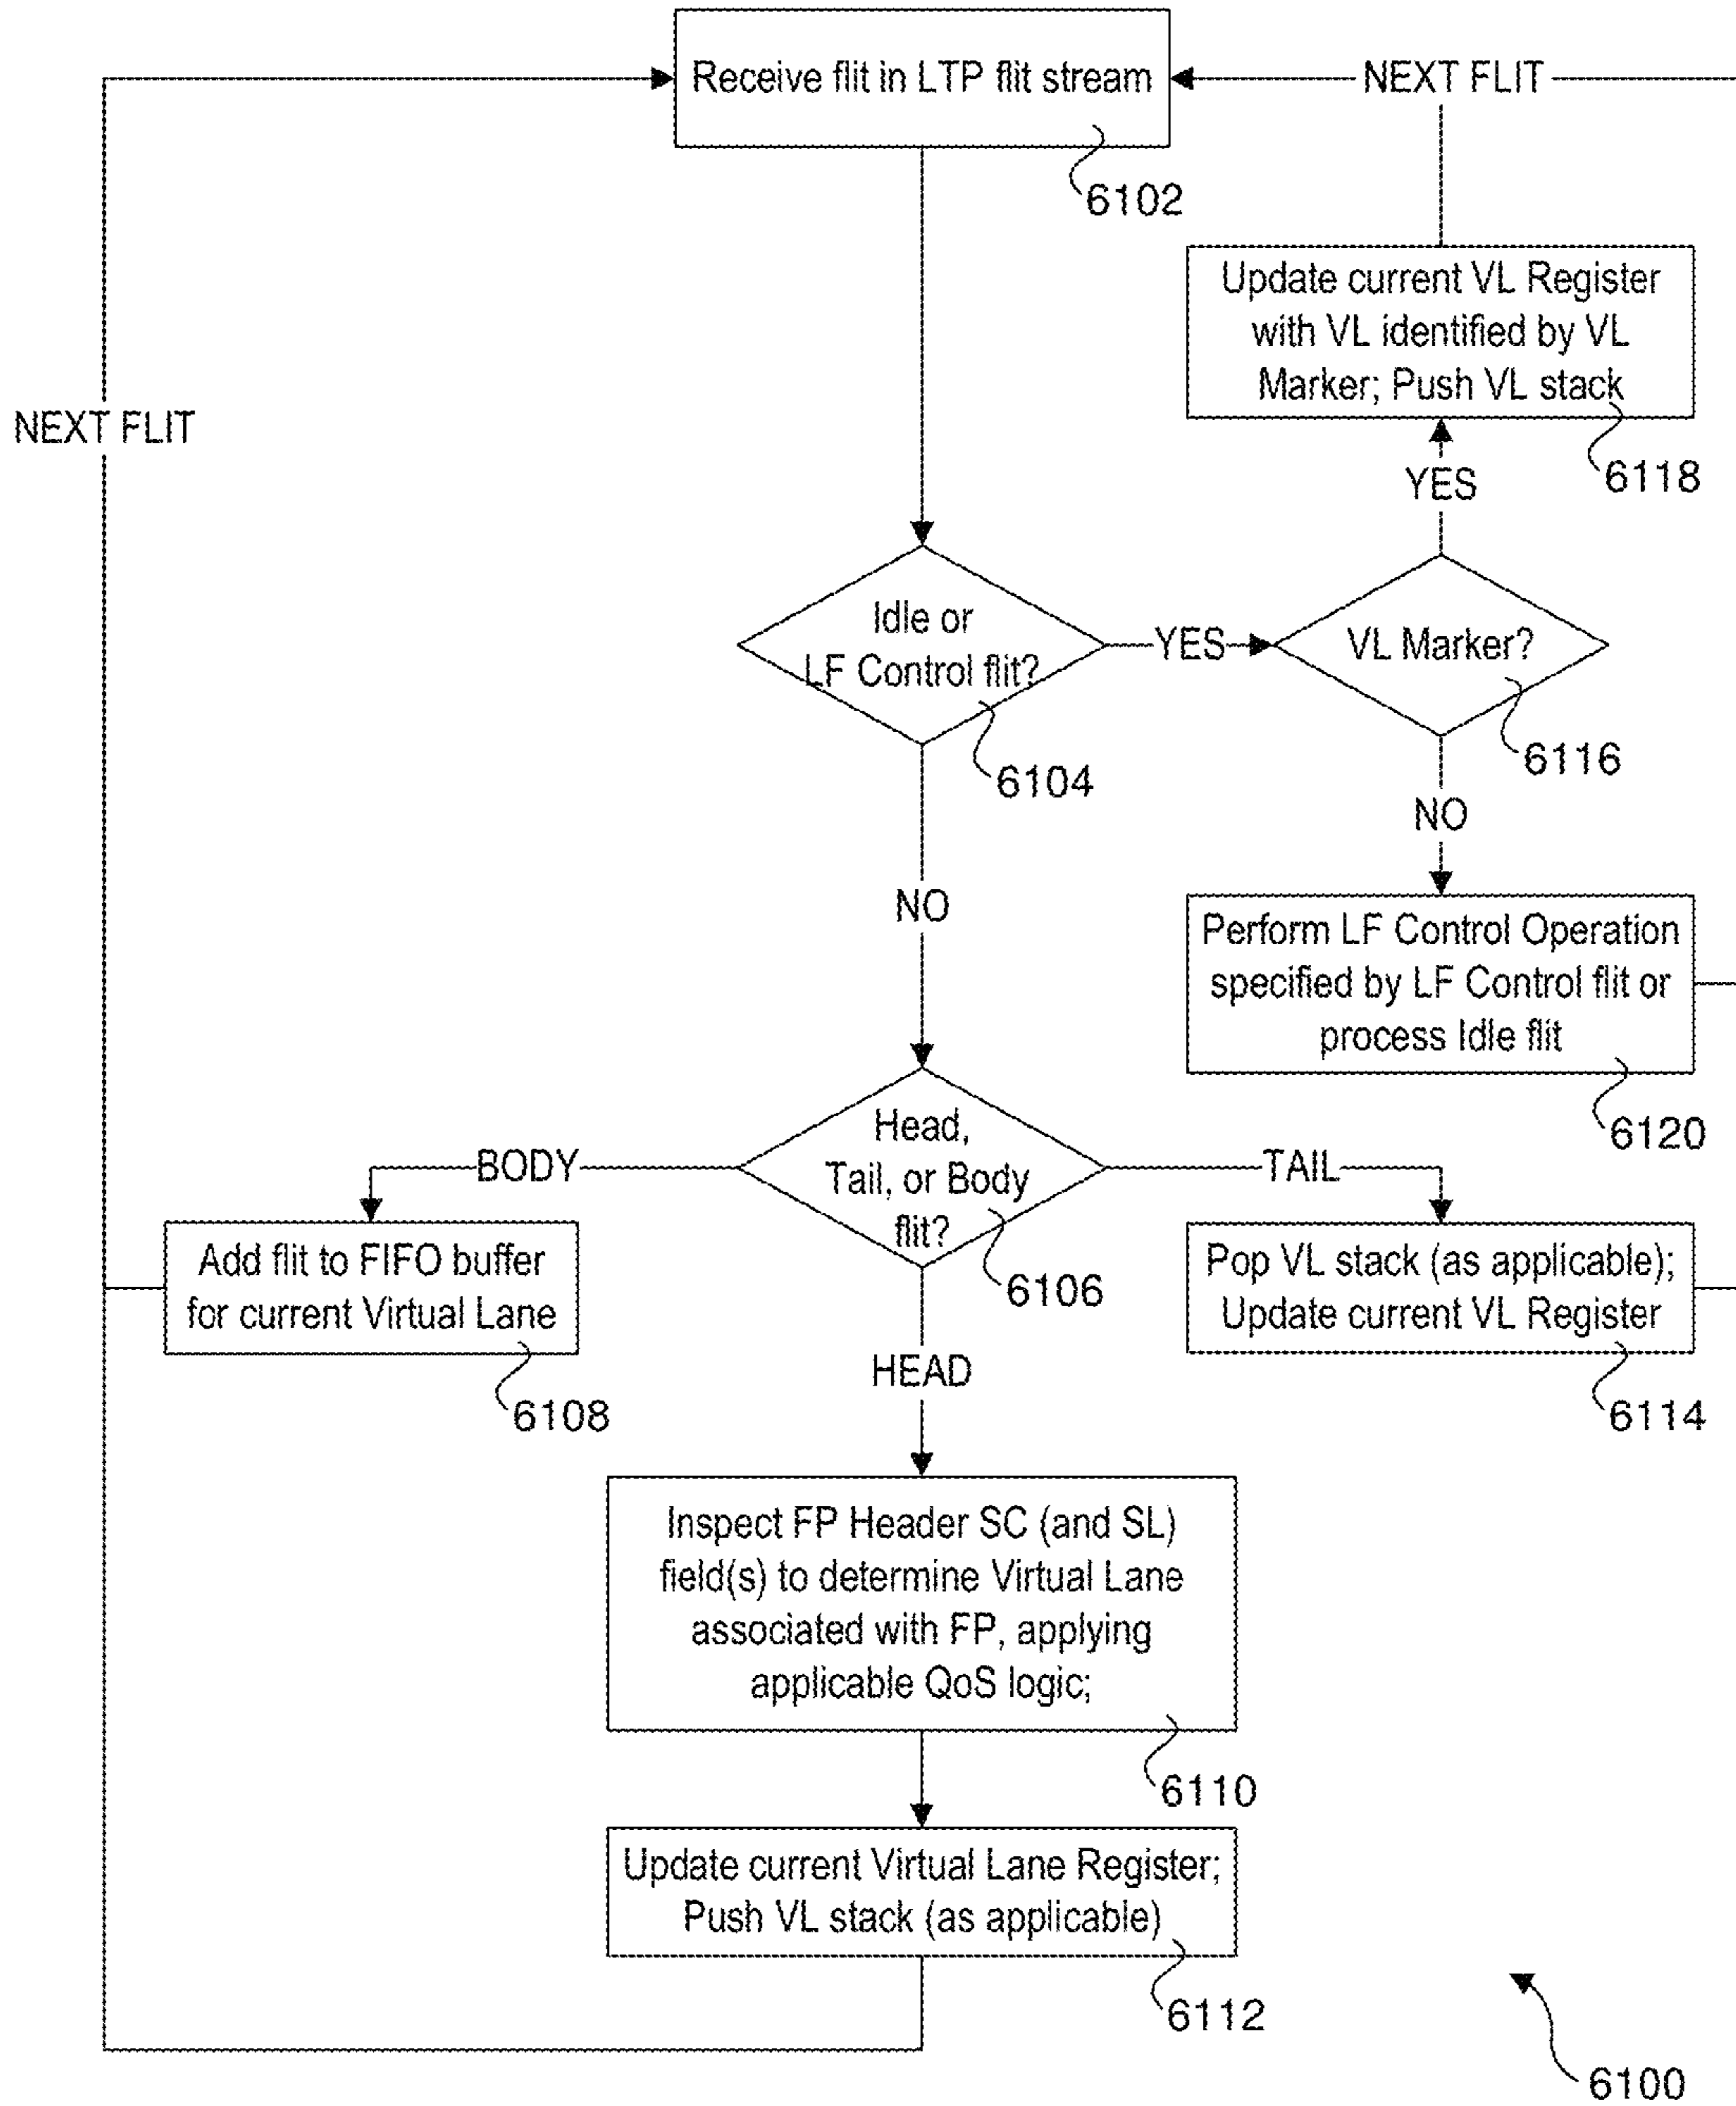 Receive flit in LTP flit stream
NEXT FLIT
6102
Update current VL Register
with VL identified by VL
Marker; Push VL stack
NEXT FLIT
6118
YES
Idle or
LF Control flit?
YES
VL Marker?
6116
6104
NO
NO
Perform LF Control Operation
specified by LF Control flit or
process Idle flit
6120
Head,
Tail, or Body
flit?
BODY
TAIL
Add flit to FIFO buffer
for current Virtual Lane
6106
Pop VL stack (as applicable);
Update current VL Register
HEAD
6108
6114
Inspect FP Header SC (and SL)
field(s) to determine Virtual Lane
associated with FP, applying
applicable QoS logic;
6110
Update current Virtual Lane Register;
Push VL stack (as applicable)
6112
6100